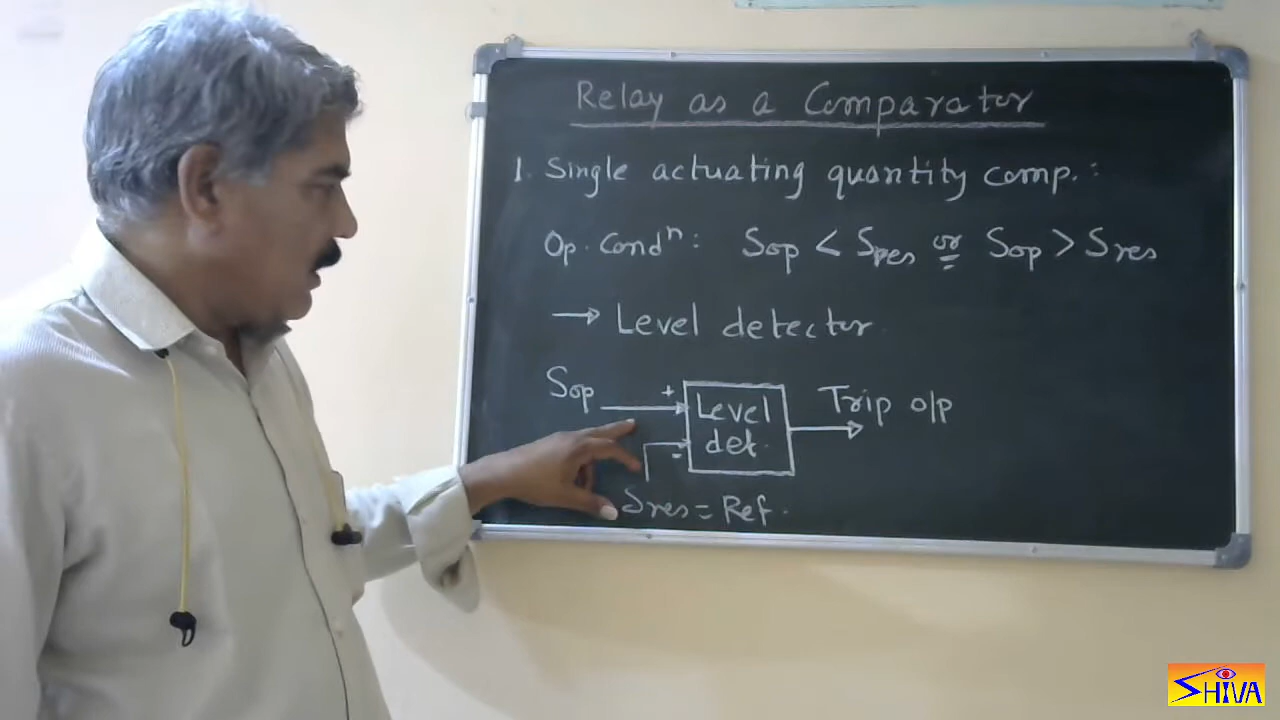 Relay as a Comparator
1. Single actuating quantity comp. :
Op. Condⁿ : Sop < Sres or Sop > Sres
→ Level detector
Sop + Level det. Trip o/p
-
Sres = Ref.
SHIVA